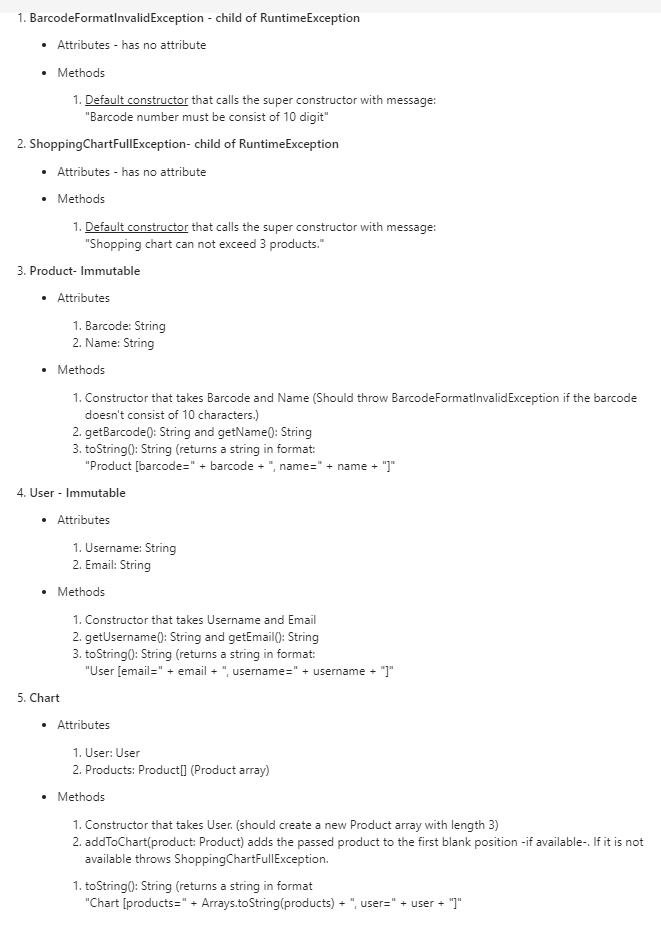 1. BarcodeFormatInvalidException - child of RuntimeException
• Attributes - has no attribute
• Methods
1. Default constructor that calls the super constructor with message:
"Barcode number must be consist of 10 digit"
2. ShoppingChartFullException- child of RuntimeException
• Attributes - has no attribute
• Methods
1. Default constructor that calls the super constructor with message:
"Shopping chart can not exceed 3 products."
3. Product- Immutable
• Attributes
1. Barcode: String
2. Name: String
• Methods
1. Constructor that takes Barcode and Name (Should throw BarcodeFormatInvalidException if the barcode
doesn't consist of 10 characters.)
2. getBarcode(): String and getName(): String
3. toString(): String (returns a string in format:
"Product [barcode=" + barcode + ", name=" + name + "]"
4. User - Immutable
• Attributes
1. Username: String
2. Email: String
• Methods
1. Constructor that takes Username and Email
2. getUsername(): String and getEmail(): String
3. toString(): String (returns a string in format:
"User [email=" + email + ", username=" + username + "]"
5. Chart
• Attributes
1. User: User
2. Products: Product[] (Product array)
• Methods
1. Constructor that takes User. (should create a new Product array with length 3)
2. addToChart(product: Product) adds the passed product to the first blank position -if available-. If it is not
available throws ShoppingChartFullException.
1. toString(): String (returns a string in format
"Chart [products=" + Arrays.toString(products) + ", user=" + user + "]"